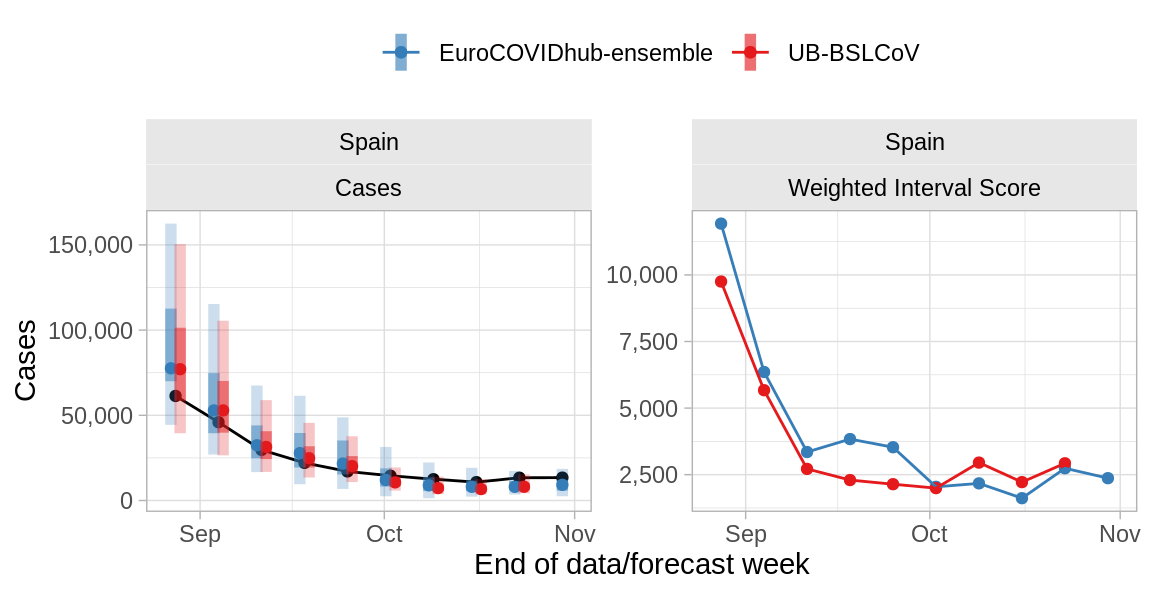 EuroCOVIDhub-ensemble UB-BSLCoV
Spain
Cases
150,000
100,000
50,000
0
Sep Oct Nov
Cases
Spain
Weighted Interval Score
10,000
7,500
5,000
2,500
Sep Oct Nov
End of data/forecast week